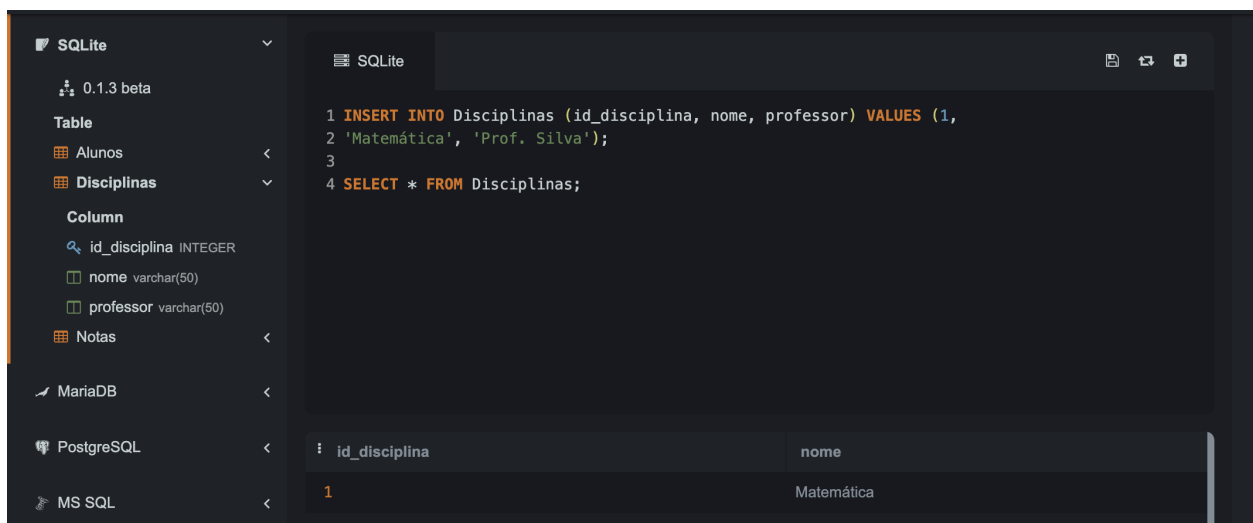 SQLite
0.1.3 beta
Table
Alunos
Disciplinas
Column
id_disciplina INTEGER
nome varchar(50)
professor varchar(50)
Notas
MariaDB
PostgreSQL
MS SQL
SQLite
1 INSERT INTO Disciplinas (id_disciplina, nome, professor) VALUES (1,
2 'Matemática', 'Prof. Silva');
3
4 SELECT * FROM Disciplinas;
id_disciplina nome
1 Matemática